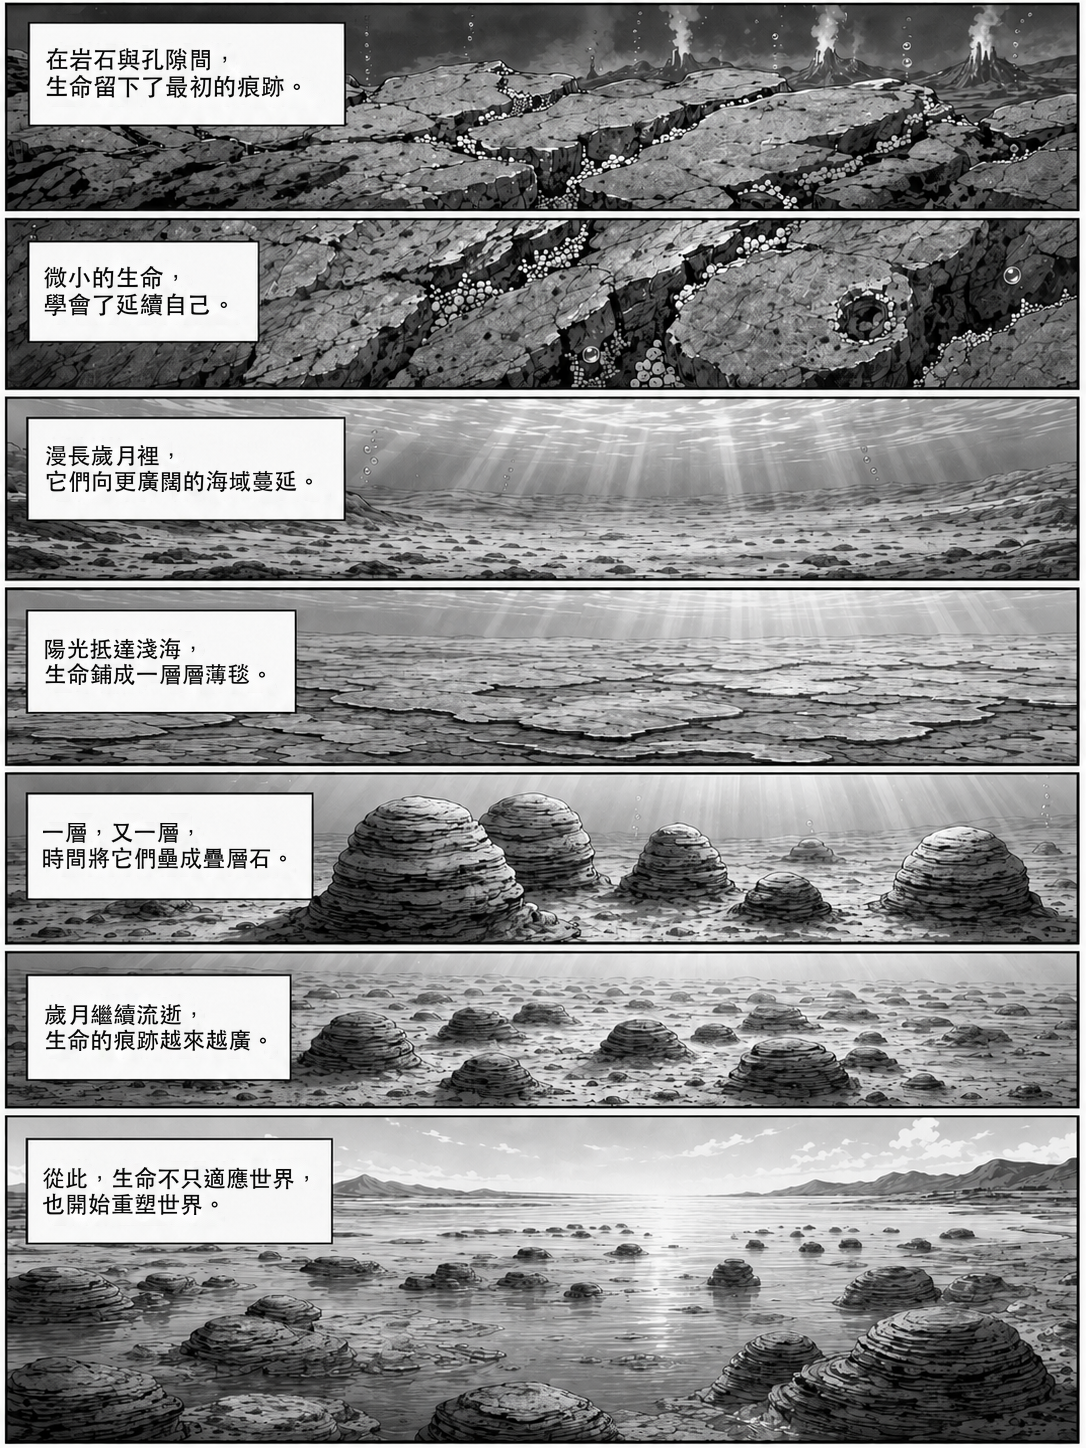 在岩石與孔隙間，
生命留下了最初的痕跡。
微小的生命，
學會了延續自己。
漫長歲月裡，
它們向更廣闊的海域蔓延。
陽光抵達淺海，
生命鋪成一層層薄毯。
一層，又一層，
時間將它們壘成疊層石。
歲月繼續流逝，
生命的痕跡越來越廣。
從此，生命不只適應世界，
也開始重塑世界。